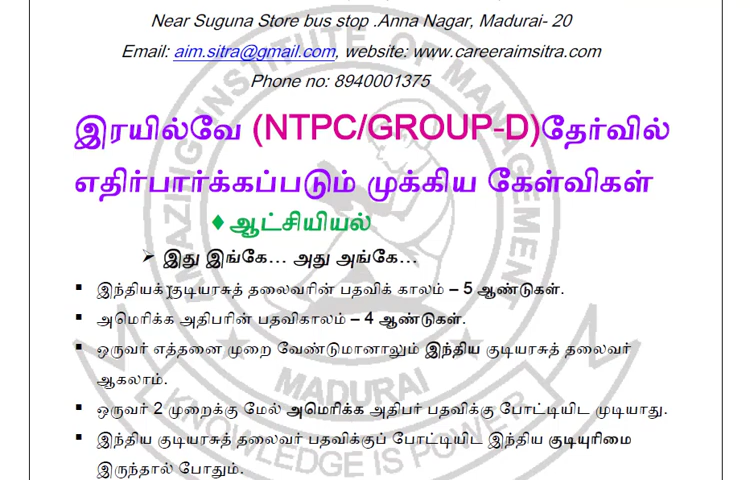 Near Suguna Store bus stop .Anna Nagar, Madurai- 20
Email: aim.sitra@gmail.com, website: www.careeraimsitra.com
Phone no: 8940001375
இரயில்வே (NTPC/GROUP-D)தேர்வில்
எதிர்பார்க்கப்படும் முக்கிய கேள்விகள்
♦ஆட்சியியல்
➢ இது இங்கே... அது அங்கே...
▪ இந்தியக் குடியரசுத் தலைவரின் பதவிக் காலம் – 5 ஆண்டுகள்.
▪ அமெரிக்க அதிபரின் பதவிகாலம் – 4 ஆண்டுகள்.
▪ ஒருவர் எத்தனை முறை வேண்டுமானாலும் இந்திய குடியரசுத் தலைவர்
ஆகலாம்.
▪ ஒருவர் 2 முறைக்கு மேல் அமெரிக்க அதிபர் பதவிக்கு போட்டியிட முடியாது.
▪ இந்திய குடியரசுத் தலைவர் பதவிக்குப் போட்டியிட இந்திய குடியுரிமை
இருந்தால் போதும்.
INSTITUTE OF MANAGEMENT
MADURAI
KNOWLEDGE IS POWER